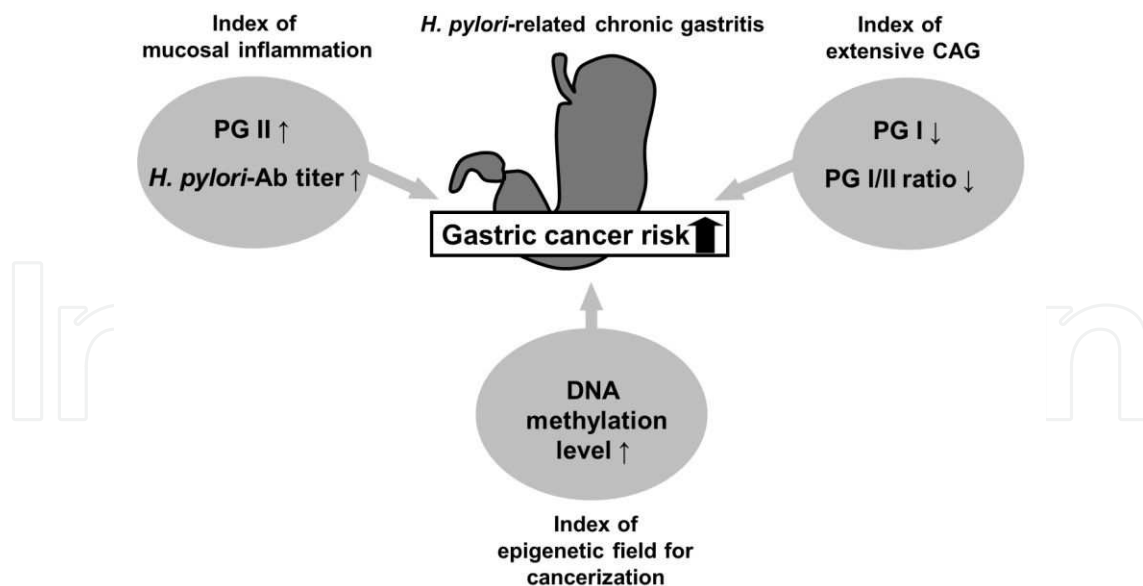 Index of
mucosal inflammation
PG II ↑
H. pylori-Ab titer ↑
H. pylori-related chronic gastritis
Index of
extensive CAG
PG I ↓
PG I/II ratio ↓
Gastric cancer risk
DNA
methylation
level ↑
Index of
epigenetic field for
cancerization